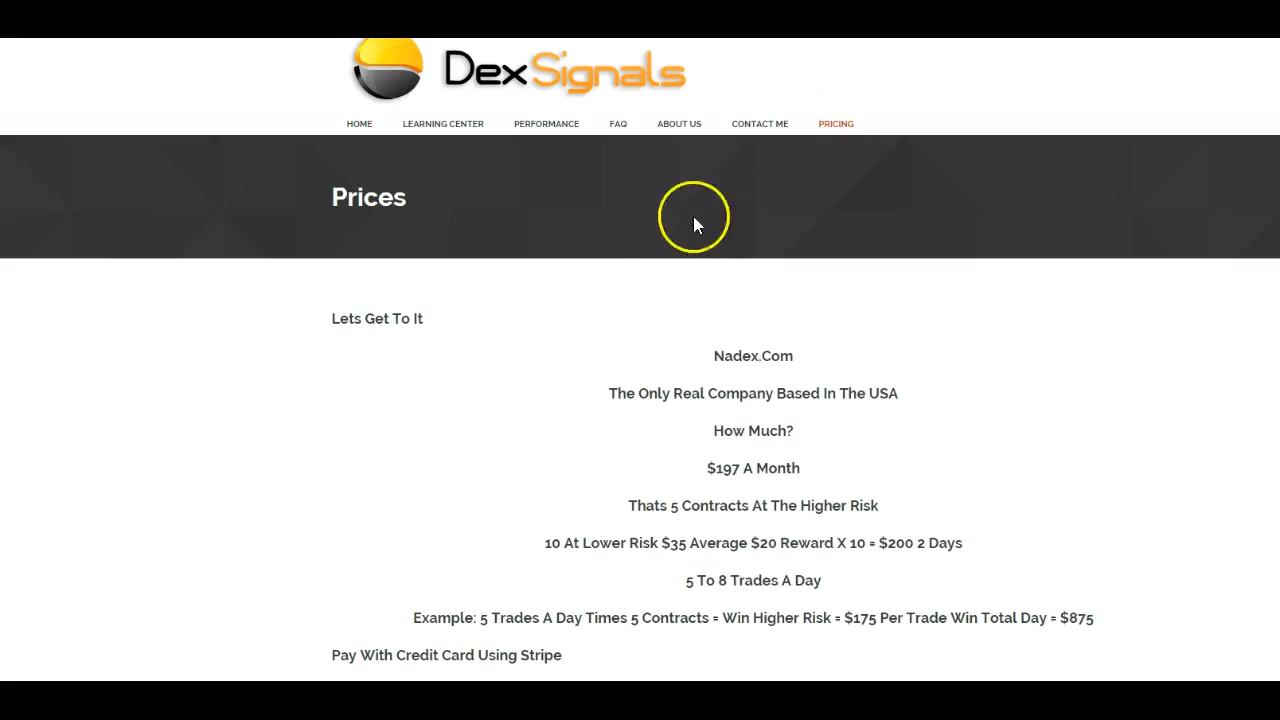 DexSignals
HOME LEARNING CENTER PERFORMANCE FAQ ABOUT US CONTACT ME PRICING
Prices
Lets Get To It
Nadex.Com
The Only Real Company Based In The USA
How Much?
$197 A Month
Thats 5 Contracts At The Higher Risk
10 At Lower Risk $35 Average $20 Reward X 10 = $200 2 Days
5 To 8 Trades A Day
Example: 5 Trades A Day Times 5 Contracts = Win Higher Risk = $175 Per Trade Win Total Day = $875
Pay With Credit Card Using Stripe